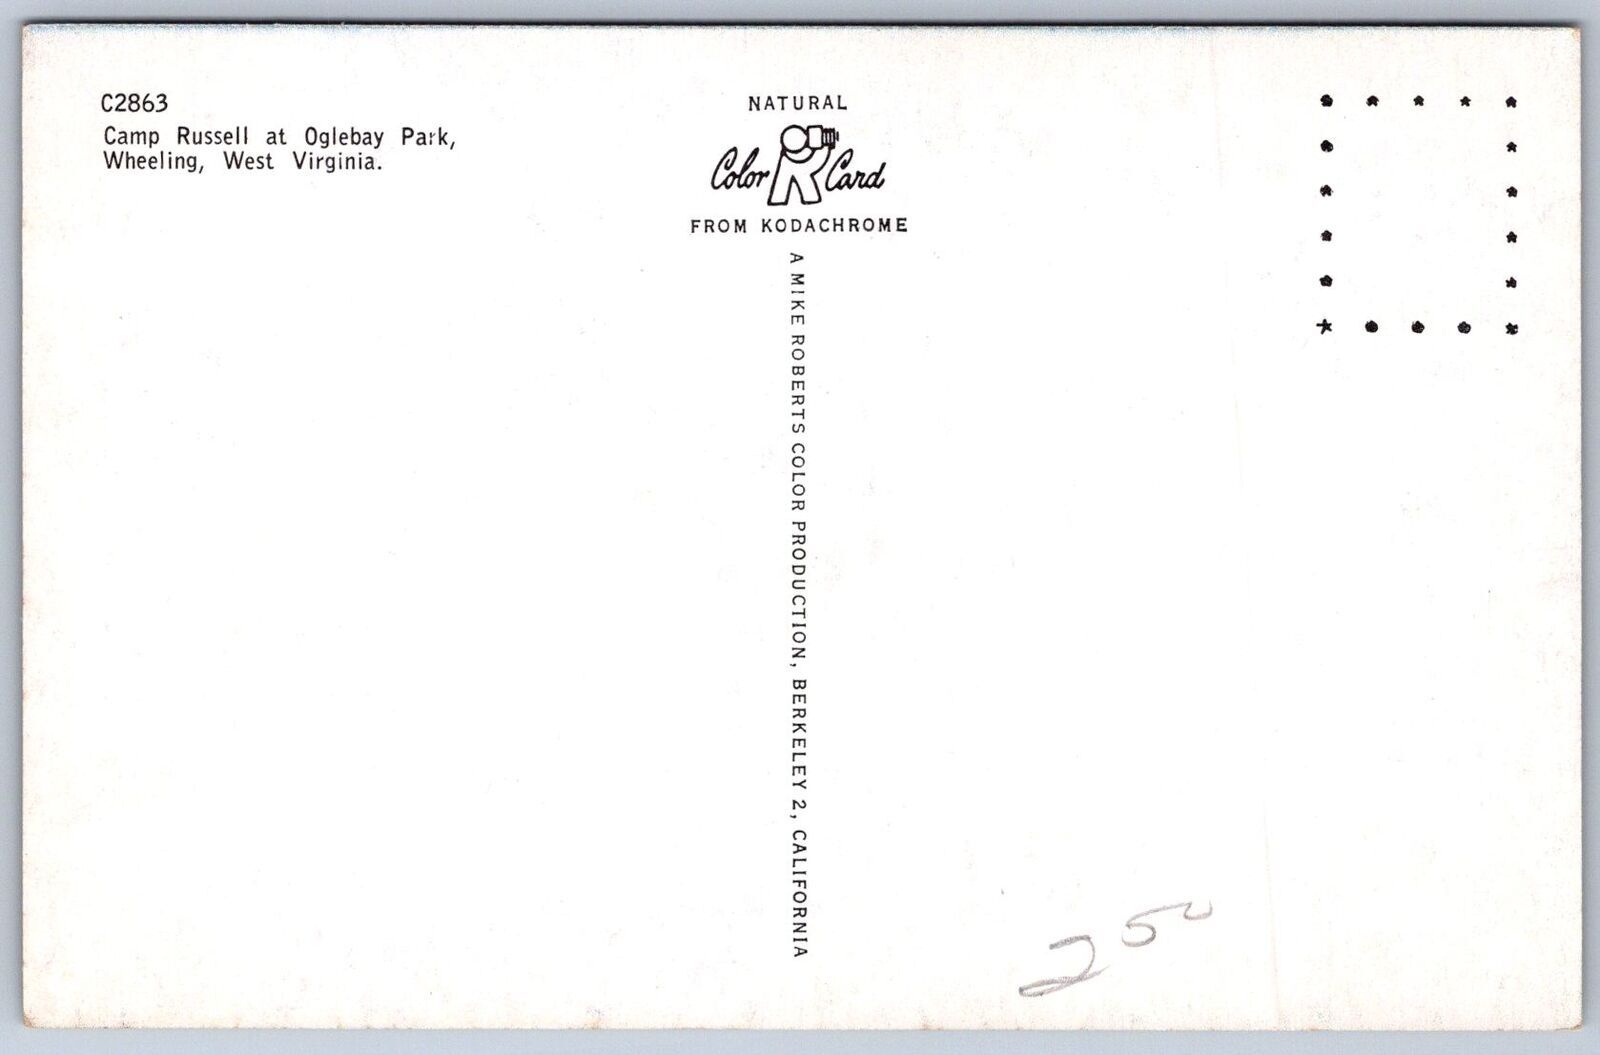 C2863
Camp Russell at Oglebay Park,
Wheeling, West Virginia.
NATURAL
Color Card
FROM KODACHROME
A MIKE ROBERTS COLOR PRODUCTION, BERKELEY 2, CALIFORNIA
250